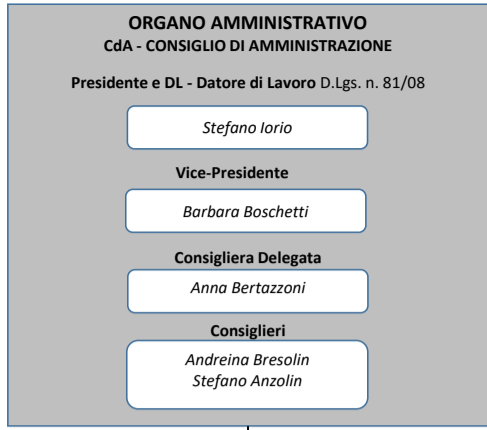 ORGANO AMMINISTRATIVO
CdA - CONSIGLIO DI AMMINISTRAZIONE
Presidente e DL - Datore di Lavoro D.Lgs. n. 81/08
Stefano Iorio
Vice-Presidente
Barbara Boschetti
Consigliera Delegata
Anna Bertazzoni
Consiglieri
Andreina Bresolin
Stefano Anzolin